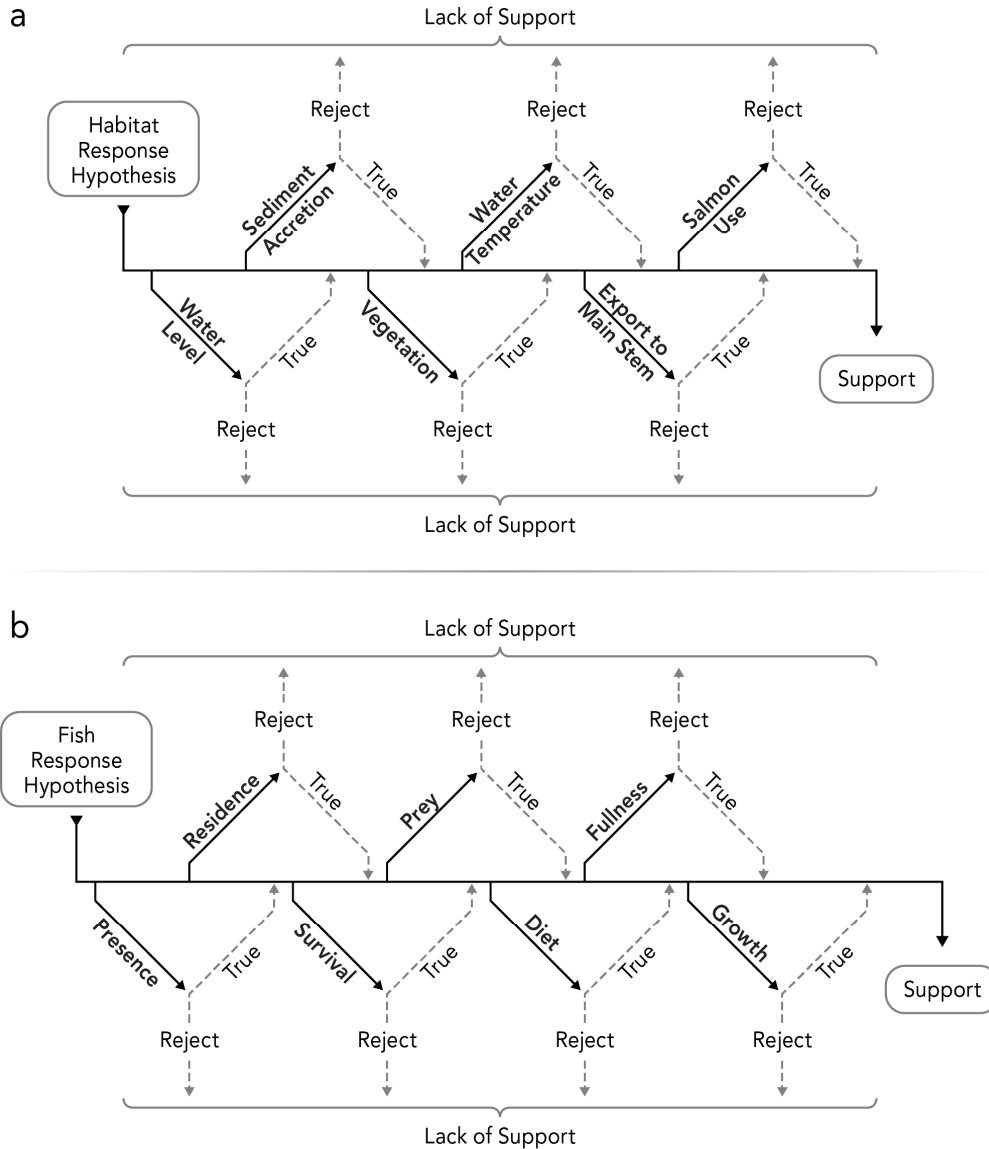 a
Lack of Support
Reject
Reject
Reject
Habitat
Response
Hypothesis
Sediment
Accretion
True
Water
Temperature
True
Salmon
Use
True
Water
Level
True
Vegetation
True
Export to
Main Stem
True
Support
Reject
Reject
Reject
Lack of Support
b
Lack of Support
Reject
Reject
Reject
Fish
Response
Hypothesis
Residence
True
Prey
True
Fullness
True
Presence
True
Survival
True
Diet
True
Growth
True
Support
Reject
Reject
Reject
Reject
Lack of Support